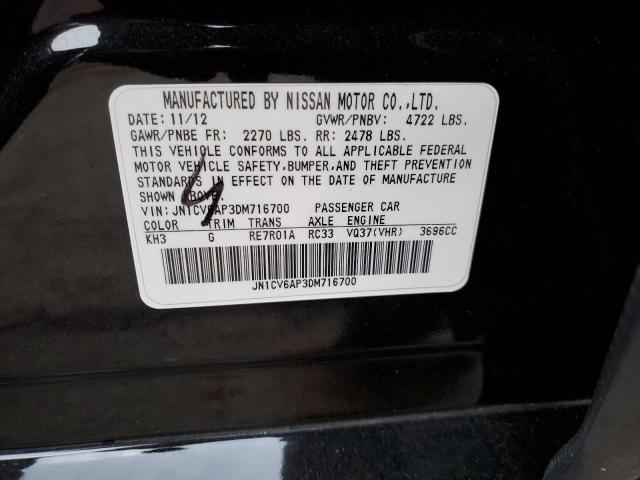 MANUFACTURED BY NISSAN MOTOR CO.,LTD.
DATE: 11/12 GVWR/PNBV: 4722 LBS.
GAWR/PNBE FR: 2270 LBS. RR: 2478 LBS.
THIS VEHICLE CONFORMS TO ALL APPLICABLE FEDERAL
MOTOR VEHICLE SAFETY, BUMPER, AND THEFT PREVENTION
STANDARDS IN EFFECT ON THE DATE OF MANUFACTURE
SHOWN ABOVE
VIN: JN1CV6AP3DM716700 PASSENGER CAR
COLOR TRIM TRANS AXLE ENGINE
KH3 G RE7R01A RC33 VQ37(VHR) 3696CC
JN1CV6AP3DM716700